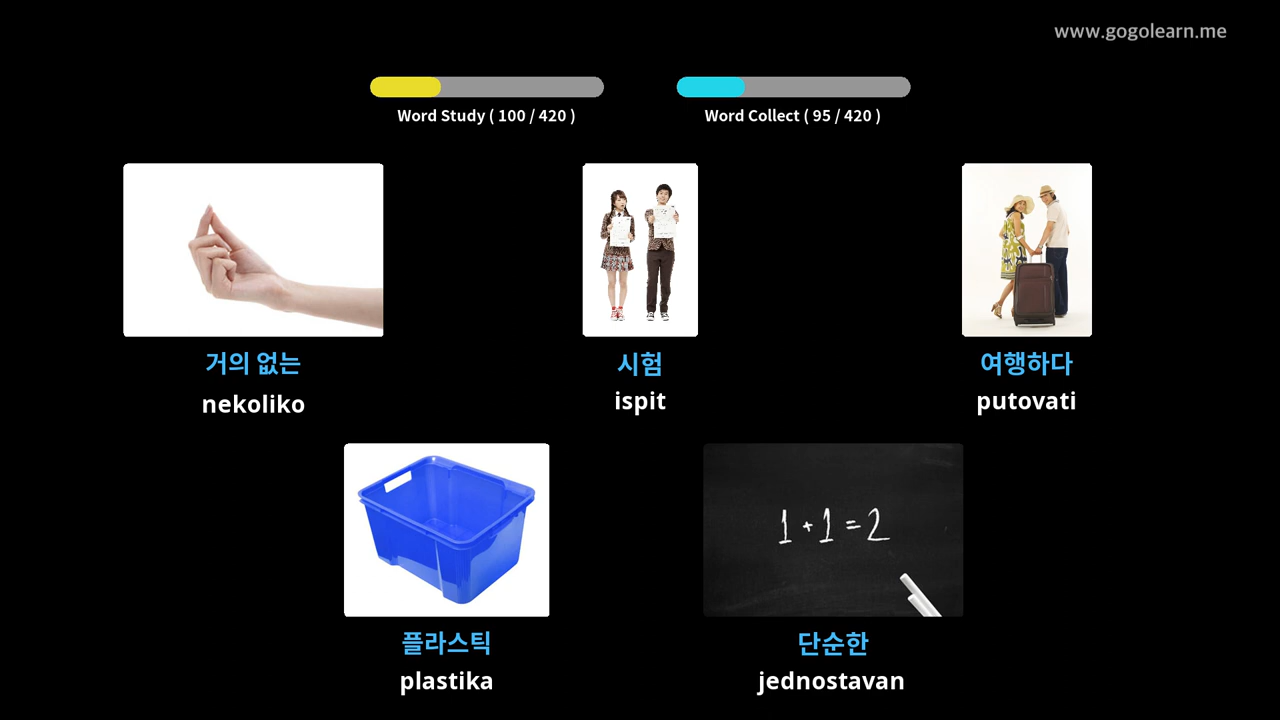 www.gogolearn.me
Word Study ( 100 / 420 )
Word Collect ( 95 / 420 )
거의 없는
시험
여행하다
nekoliko
ispit
putovati
1 + 1 = 2
플라스틱
단순한
plastika
jednostavan